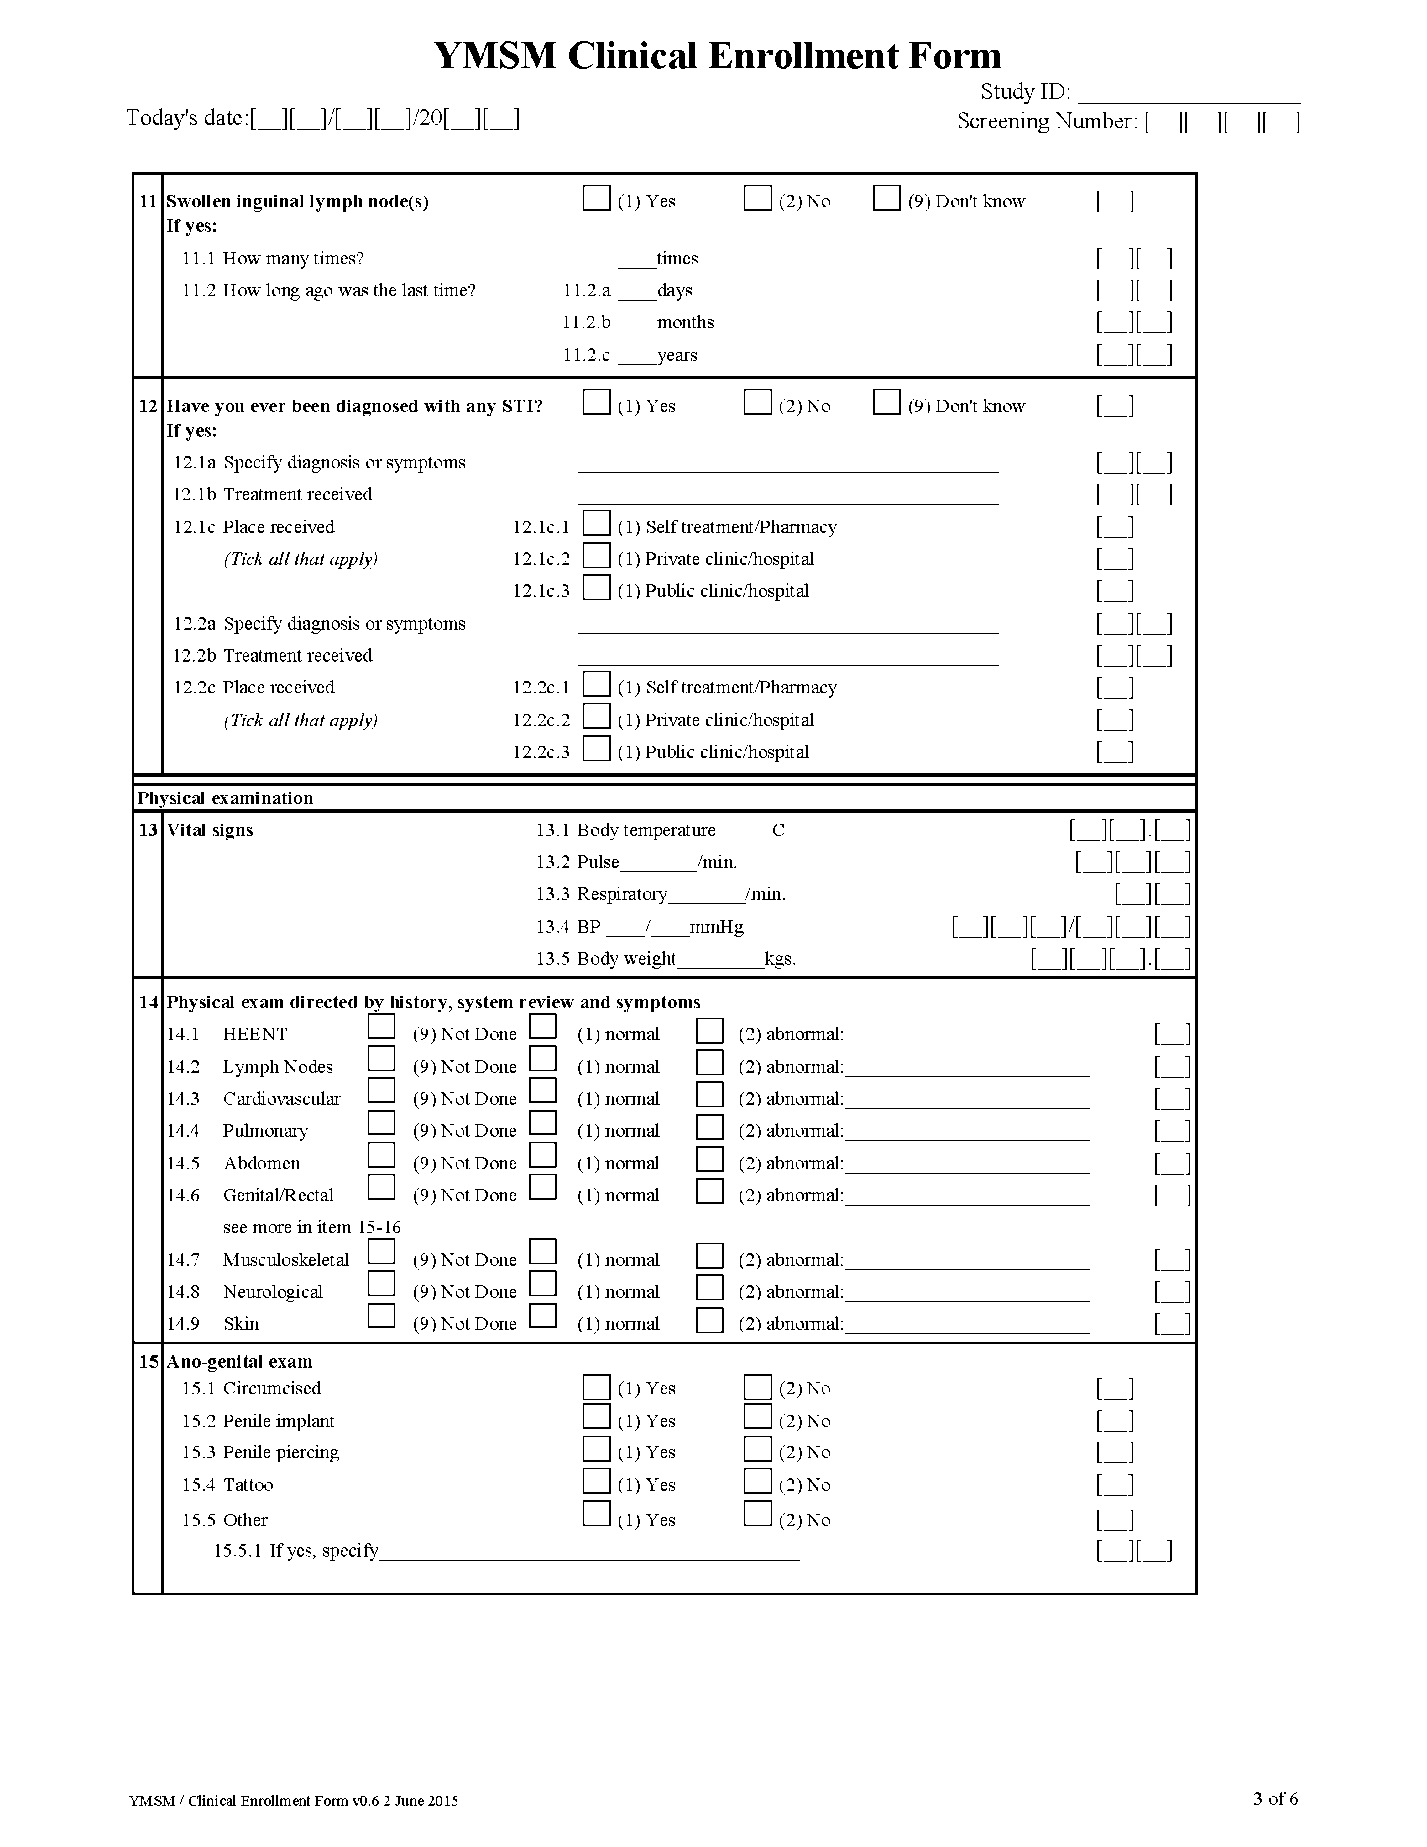 YMSM Clinical Enrollment Form
Study ID: ___________________
Today's date:[__][__]/[__][__]/20[__][__]
Screening Number: [ ][ ][ ][ ]
11 Swollen inguinal lymph node(s) (1) Yes (2) No (9) Don't know [ ]
If yes:
11.1 How many times? ____times [ ][ ]
11.2 How long ago was the last time? 11.2.a ____days [ ][ ]
11.2.b months [__][__]
11.2.c ____years [__][__]
12 Have you ever been diagnosed with any STI? (1) Yes (2) No (9) Don't know [__]
If yes:
12.1a Specify diagnosis or symptoms [__][__]
12.1b Treatment received [ ][ ]
12.1c Place received 12.1c.1 (1) Self treatment/Pharmacy [__]
(Tick all that apply) 12.1c.2 (1) Private clinic/hospital [__]
12.1c.3 (1) Public clinic/hospital [__]
12.2a Specify diagnosis or symptoms [__][__]
12.2b Treatment received [__][__]
12.2c Place received 12.2c.1 (1) Self treatment/Pharmacy [__]
(Tick all that apply) 12.2c.2 (1) Private clinic/hospital [__]
12.2c.3 (1) Public clinic/hospital [__]
Physical examination
13 Vital signs 13.1 Body temperature C [__][__].[__]
13.2 Pulse________/min. [__][__][__]
13.3 Respiratory________/min. [__][__]
13.4 BP ____/____mmHg [__][__][__]/[__][__][__]
13.5 Body weight_________kgs. [__][__][__].[__]
14 Physical exam directed by history, system review and symptoms
14.1 HEENT (9) Not Done (1) normal (2) abnormal: [__]
14.2 Lymph Nodes (9) Not Done (1) normal (2) abnormal:_________________________ [__]
14.3 Cardiovascular (9) Not Done (1) normal (2) abnormal:_________________________ [__]
14.4 Pulmonary (9) Not Done (1) normal (2) abnormal:_________________________ [__]
14.5 Abdomen (9) Not Done (1) normal (2) abnormal:_________________________ [__]
14.6 Genital/Rectal (9) Not Done (1) normal (2) abnormal:_________________________ [ ]
see more in item 15-16
14.7 Musculoskeletal (9) Not Done (1) normal (2) abnormal:_________________________ [__]
14.8 Neurological (9) Not Done (1) normal (2) abnormal:_________________________ [__]
14.9 Skin (9) Not Done (1) normal (2) abnormal:_________________________ [__]
15 Ano-genital exam
15.1 Circumcised (1) Yes (2) No [__]
15.2 Penile implant (1) Yes (2) No [__]
15.3 Penile piercing (1) Yes (2) No [__]
15.4 Tattoo (1) Yes (2) No [__]
15.5 Other (1) Yes (2) No [__]
15.5.1 If yes, specify___________________________________________ [__][__]
YMSM / Clinical Enrollment Form v0.6 2 June 2015 3 of 6